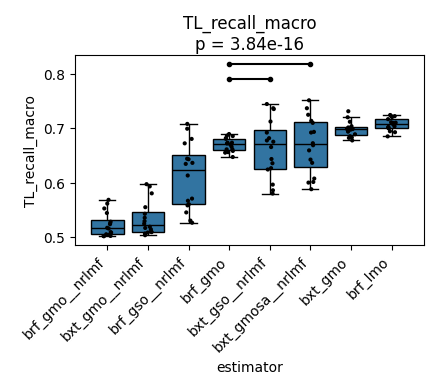 TL_recall_macro
p = 3.84e-16
TL_recall_macro
0.8
0.7
0.6
0.5
brf_gmo__nrlmf
bxt_gmo__nrlmf
brf_gso__nrlmf
brf_gmo
bxt_gso__nrlmf
bxt_gmosa__nrlmf
bxt_gmo
brf_lmo
estimator